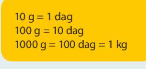 10 g = 1 dag
100 g = 10 dag
1000 g = 100 dag = 1 kg